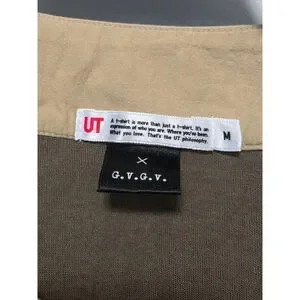 UT
A t-shirt is more than just a t-shirt. It's an
expression of who you are. Where you've been.
What you love. That's the UT philosophy.
M
×
G.V.G.V.